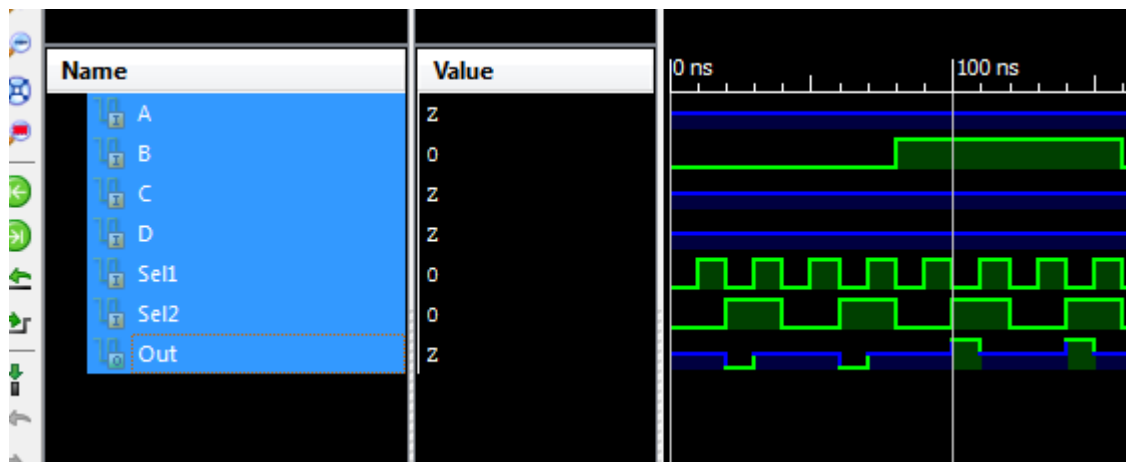 Name Value 0 ns 100 ns
A Z
B 0
C Z
D Z
Sel1 0
Sel2 0
Out Z